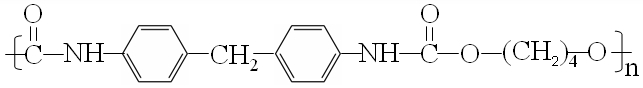 O O
C—NH— —CH₂— —NH—C—O—(CH₂)₄—O
n